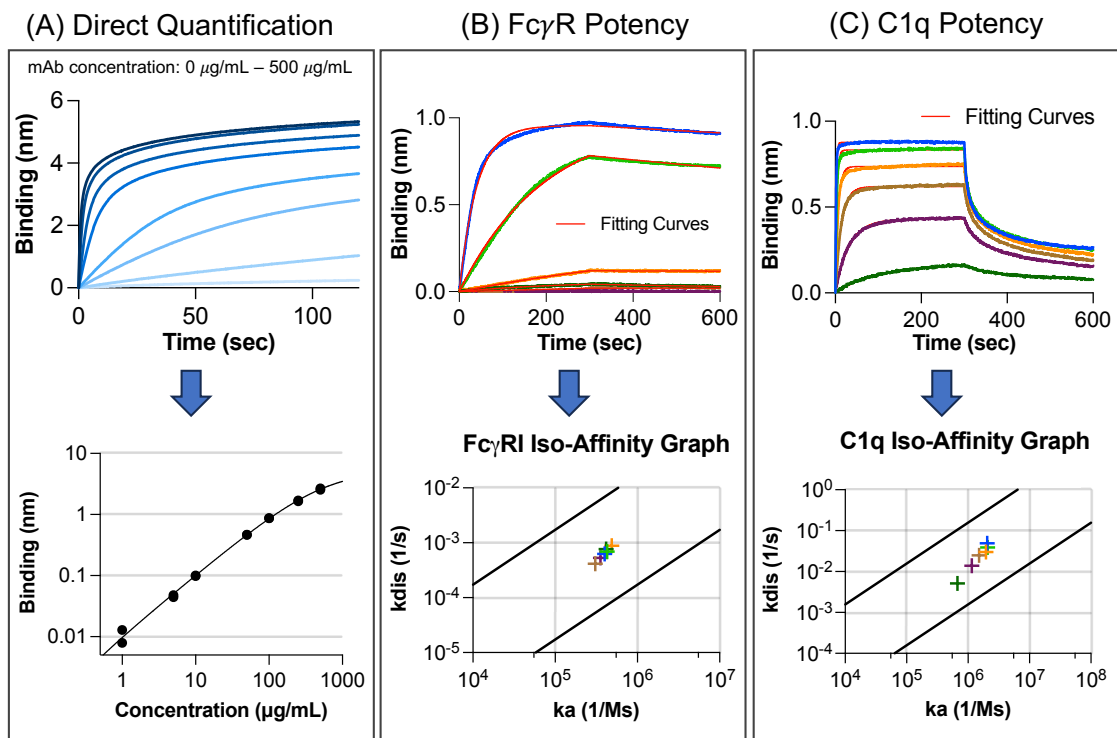 (A) Direct Quantification
mAb concentration: 0 μg/mL – 500 μg/mL
6
4
2
0
Binding (nm)
0
50
100
Time (sec)
10
1
0.1
0.01
Binding (nm)
1
10
100
1000
Concentration (µg/mL)
(B) FcγR Potency
1.0
0.5
0.0
Binding (nm)
Fitting Curves
0
200
400
600
Time (sec)
FcγRI Iso-Affinity Graph
10-2
10-3
10-4
10-5
kdis (1/s)
104
105
106
107
ka (1/Ms)
(C) C1q Potency
Fitting Curves
1.0
0.5
0.0
Binding (nm)
0
200
400
600
Time (sec)
C1q Iso-Affinity Graph
100
10-1
10-2
10-3
10-4
kdis (1/s)
104
105
106
107
108
ka (1/Ms)